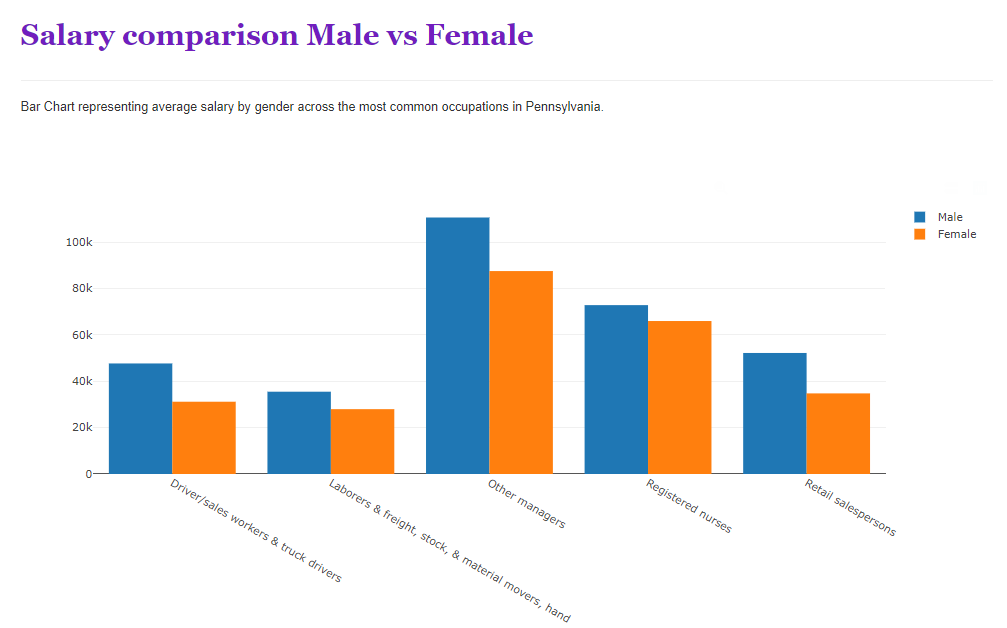 Salary comparison Male vs Female
Bar Chart representing average salary by gender across the most common occupations in Pennsylvania.
Male
Female
100k
80k
60k
40k
20k
0
Driver/sales workers & truck drivers
Laborers & freight, stock, & material movers, hand
Other managers
Registered nurses
Retail salespersons